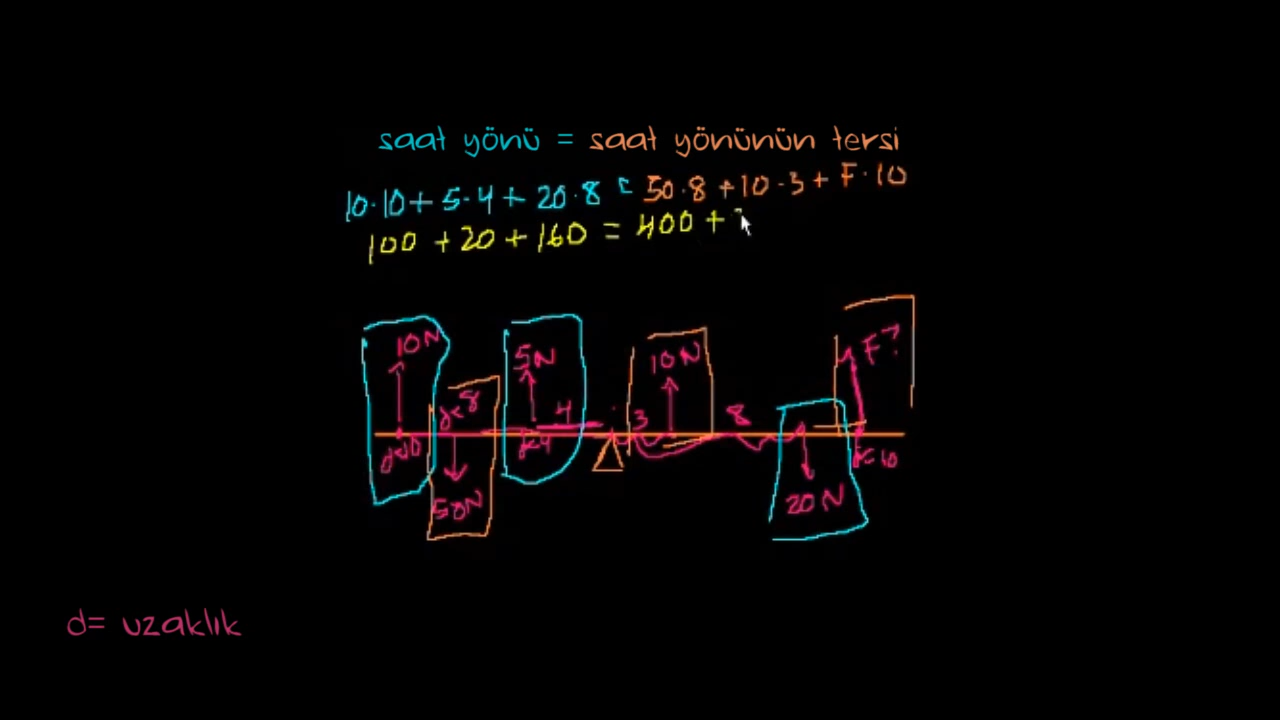 saat yönü = saat yönünün tersi
10·10 + 5·4 + 20·8 = 50·8 + 10·3 + F·10
100 + 20 + 160 = 400 +
10N 5N 10N F?
d=8 4 3 8
d=10 d=4 d=10
50N 20N
d= uzaklık